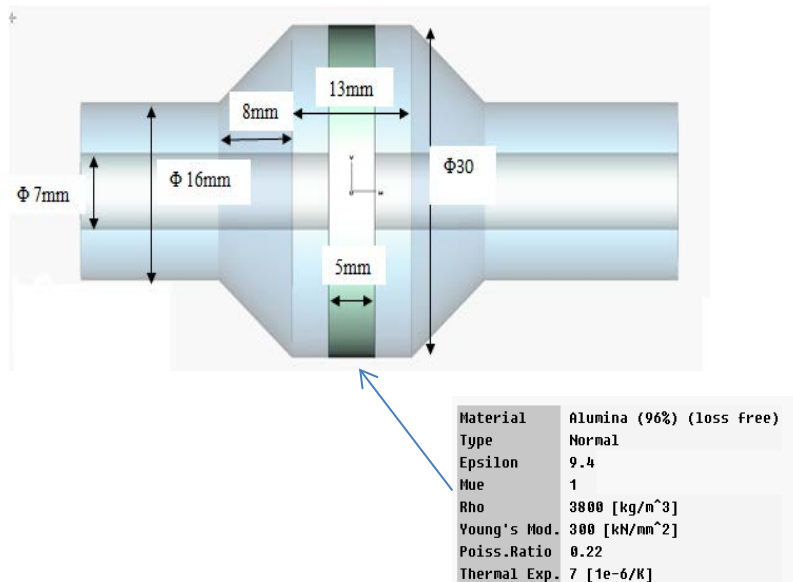 13mm
8mm
Φ30
Φ 16mm
Φ 7mm
5mm
Material Alumina (96%) (loss free)
Type Normal
Epsilon 9.4
Mue 1
Rho 3800 [kg/m^3]
Young's Mod. 300 [kN/mm^2]
Poiss.Ratio 0.22
Thermal Exp. 7 [1e-6/K]